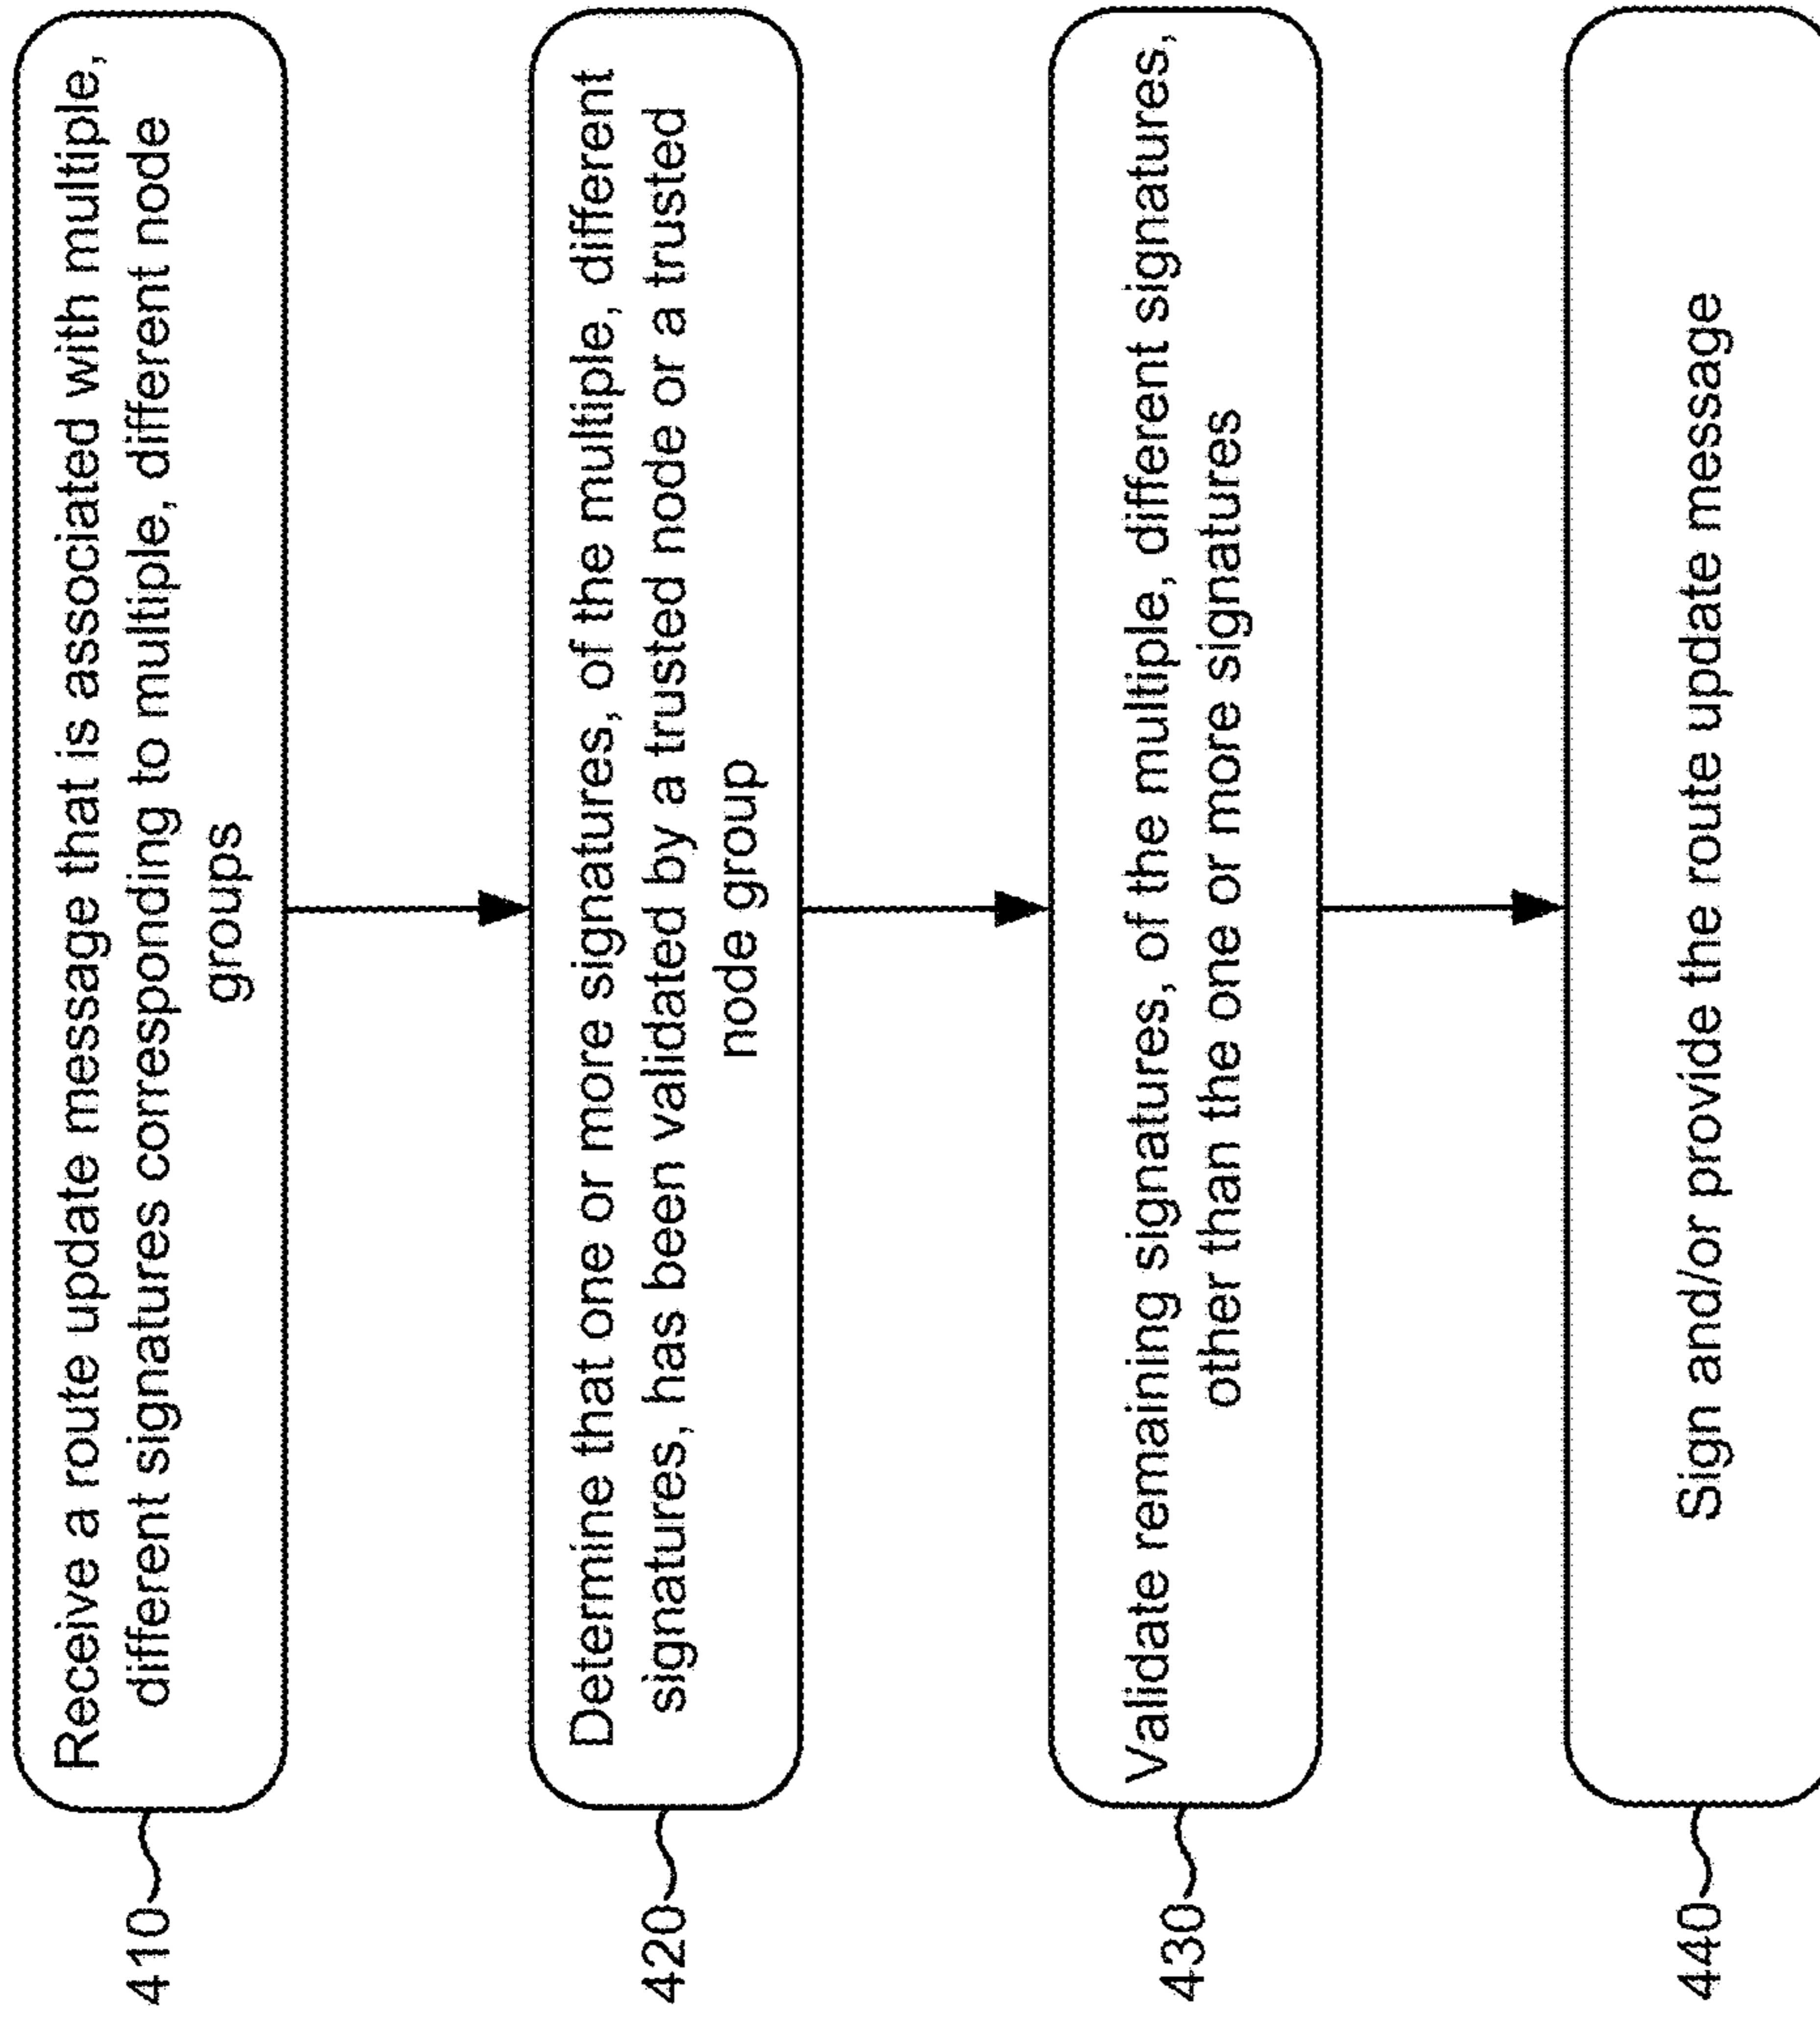 410
Receive a route update message that is associated with multiple,
different signatures corresponding to multiple, different node
groups
420
Determine that one or more signatures, of the multiple, different
signatures, has been validated by a trusted node or a trusted
node group
430
Validate remaining signatures, of the multiple, different signatures,
other than the one or more signatures
440
Sign and/or provide the route update message